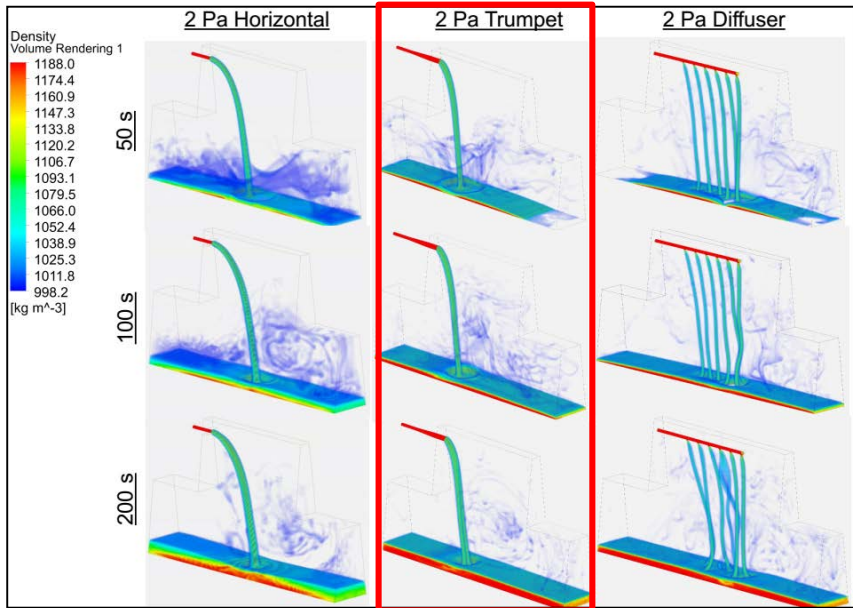 2 Pa Horizontal
2 Pa Trumpet
2 Pa Diffuser
Density
Volume Rendering 1
1188.0
1174.4
1160.9
1147.3
1133.8
1120.2
1106.7
1093.1
1079.5
1066.0
1052.4
1038.9
1025.3
1011.8
998.2
[kg m^-3]
50 s
100 s
200 s